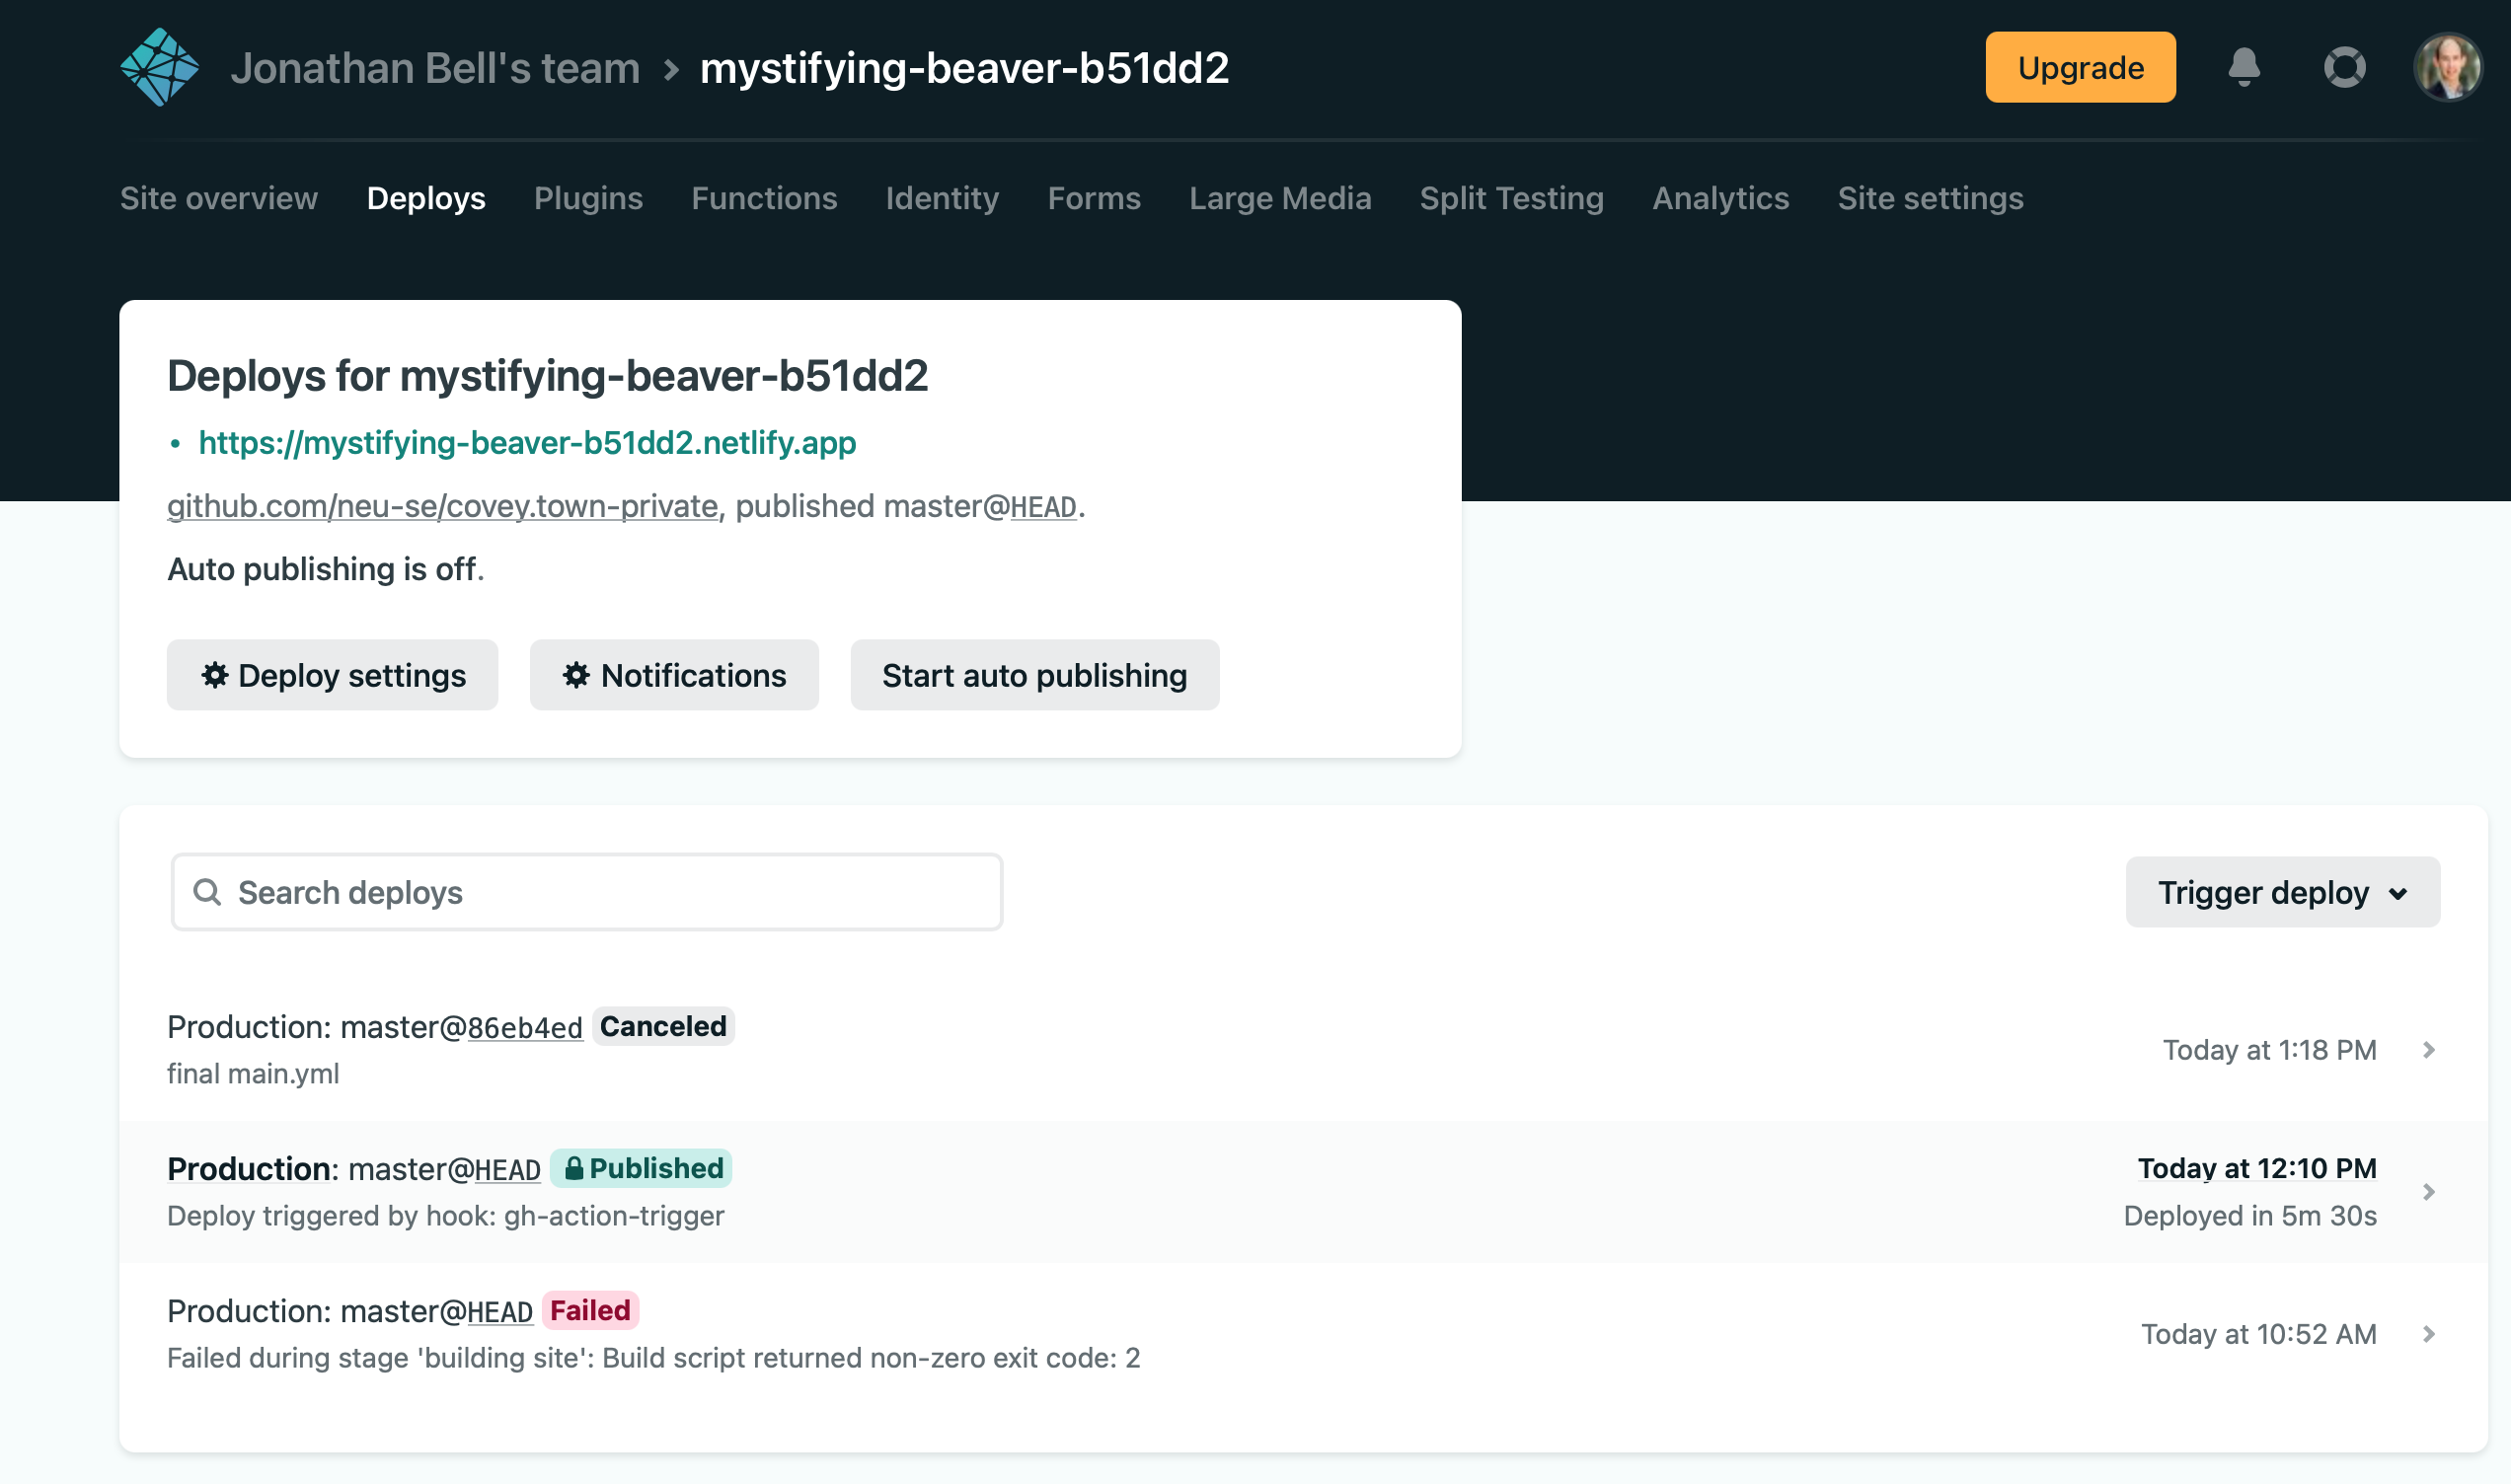 Jonathan Bell's team > mystifying-beaver-b51dd2
Upgrade
Site overview Deploys Plugins Functions Identity Forms Large Media Split Testing Analytics Site settings
Deploys for mystifying-beaver-b51dd2
• https://mystifying-beaver-b51dd2.netlify.app
github.com/neu-se/covey.town-private, published master@HEAD.
Auto publishing is off.
Deploy settings Notifications Start auto publishing
Search deploys
Trigger deploy
Production: master@86eb4ed Canceled
final main.yml
Today at 1:18 PM
Production: master@HEAD Published
Deploy triggered by hook: gh-action-trigger
Today at 12:10 PM
Deployed in 5m 30s
Production: master@HEAD Failed
Failed during stage 'building site': Build script returned non-zero exit code: 2
Today at 10:52 AM